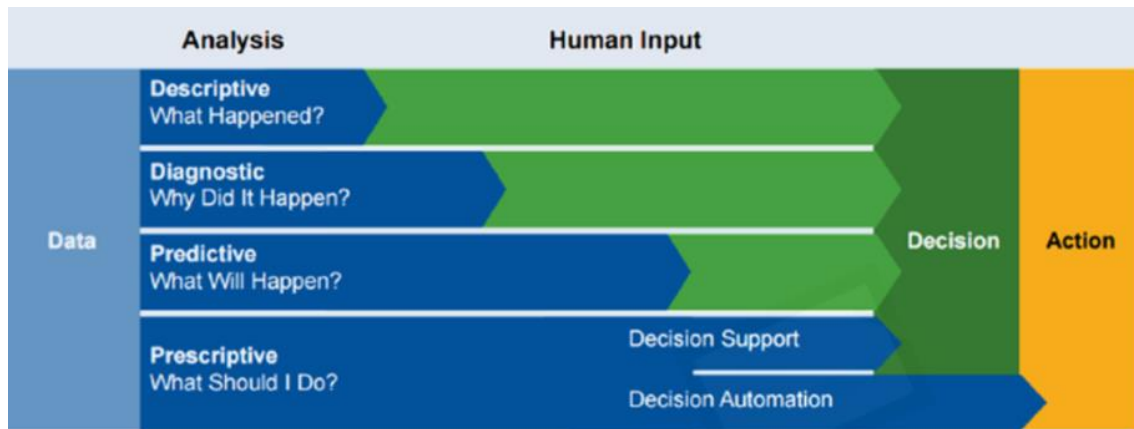 Analysis
Human Input
Descriptive
What Happened?
Diagnostic
Why Did It Happen?
Data
Predictive
What Will Happen?
Decision
Action
Prescriptive
What Should I Do?
Decision Support
Decision Automation